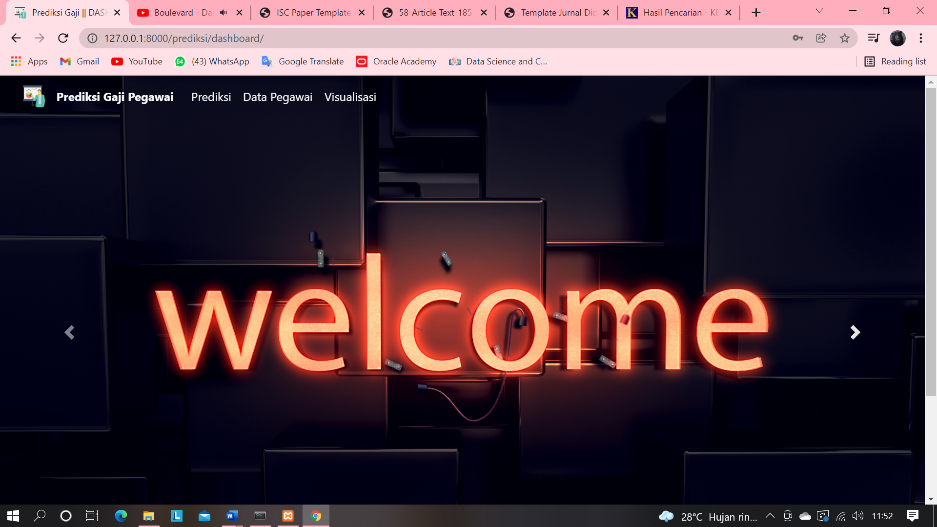 Prediksi Gaji || DAS
Boulevard - Da
ISC Paper Template
58-Article Text-185
Template Jurnal Did
Hasil Pencarian - KE
127.0.0.1:8000/prediksi/dashboard/
Apps
Gmail
YouTube
(43) WhatsApp
Google Translate
Oracle Academy
Data Science and C...
Reading list
Prediksi Gaji Pegawai
Prediksi
Data Pegawai
Visualisasi
welcome
28°C
Hujan rin...
11:52